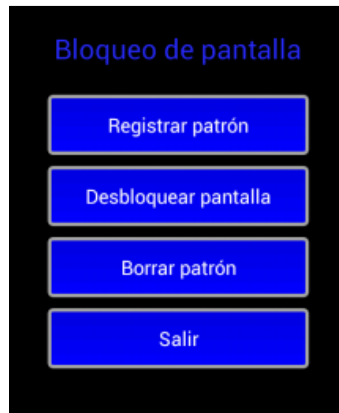 Bloqueo de pantalla
Registrar patrón
Desbloquear pantalla
Borrar patrón
Salir